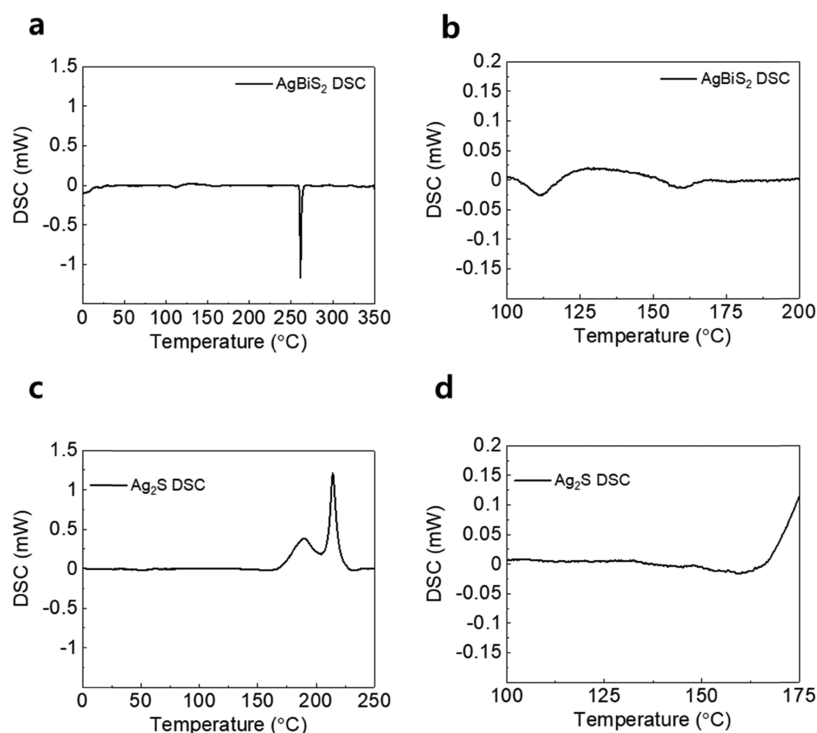 a
AgBiS₂ DSC
1.5
1
0.5
0
-0.5
-1
DSC (mW)
0 50 100 150 200 250 300 350
Temperature (°C)
b
AgBiS₂ DSC
0.2
0.15
0.1
0.05
0
-0.05
-0.1
-0.15
DSC (mW)
100 125 150 175 200
Temperature (°C)
c
Ag₂S DSC
1.5
1
0.5
0
-0.5
-1
DSC (mW)
0 50 100 150 200 250
Temperature (°C)
d
Ag₂S DSC
0.2
0.15
0.1
0.05
0
-0.05
-0.1
-0.15
DSC (mW)
100 125 150 175
Temperature (°C)